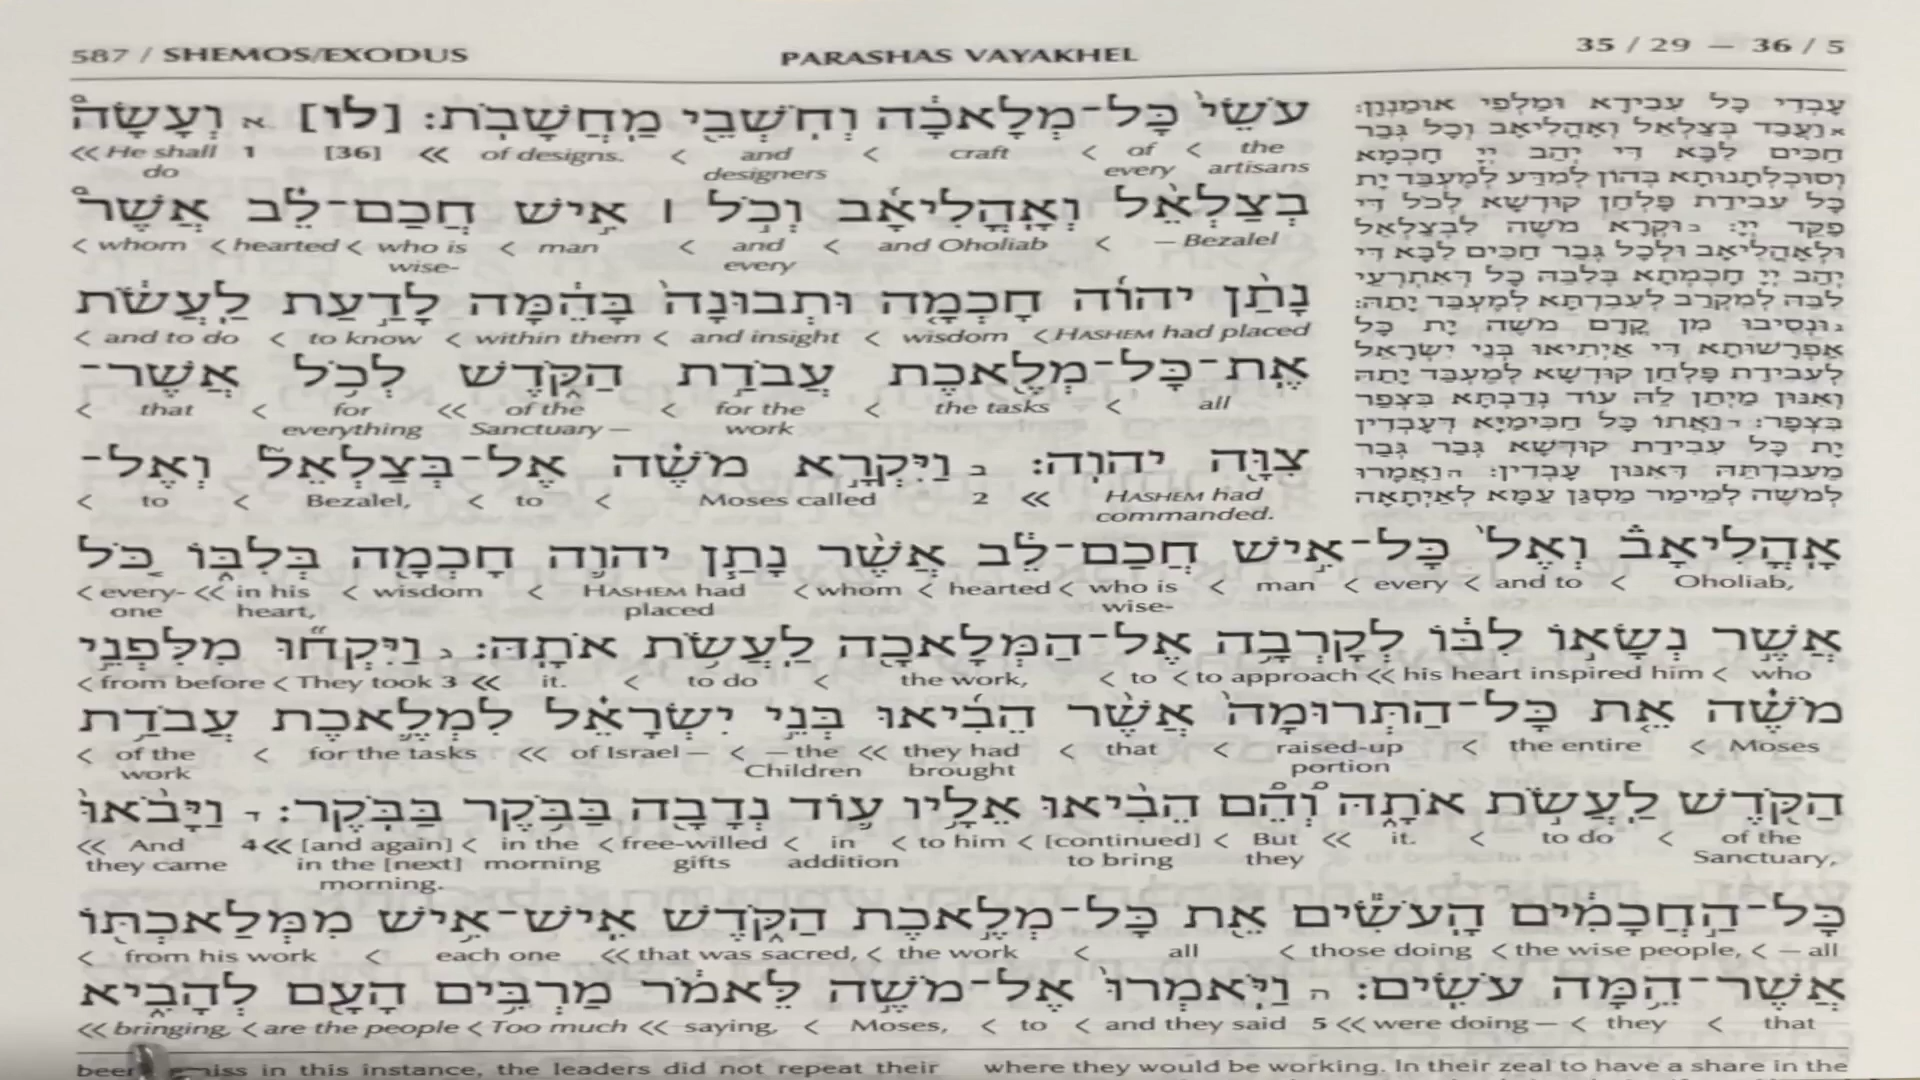 587 / SHEMOS/EXODUS PARASHAS VAYAKHEL 35 / 29 — 36 / 5
עֹשֵׂי֙ כָּל־מְלָאכָ֔ה וְחֹשְׁבֵ֖י מַֽחֲשָׁבֹֽת׃ [לו] א וְעָשָׂה֩
« He shall 1 [36] « of designs. < and < craft < of < the
do designers every artisans
בְצַלְאֵ֨ל וְאָֽהֳלִיאָ֜ב וְכֹ֣ל ׀ אִ֣ישׁ חֲכַם־לֵ֗ב אֲשֶׁר֩
< whom < hearted < who is < man < and < and Oholiab < — Bezalel
wise- every
נָתַ֨ן יְהוָ֜ה חָכְמָ֤ה וּתְבוּנָה֙ בָּהֵ֔מָּה לָדַ֣עַת לַֽעֲשֹׂ֔ת
< and to do < to know < within them < and insight < wisdom < HASHEM had placed
אֶֽת־כָּל־מְלֶ֖אכֶת עֲבֹדַ֣ת הַקֹּ֑דֶשׁ לְכֹ֥ל אֲשֶׁר־
< that < for « of the < for the < the tasks < all
everything Sanctuary — work
צִוָּ֖ה יְהוָֽה׃ ב וַיִּקְרָ֣א מֹשֶׁ֗ה אֶל־בְּצַלְאֵל֮ וְאֶל־
< to < Bezalel, < to < Moses called 2 « HASHEM had
commanded.
עָבְדֵי כָּל עֲבִידָא וּמַלְפֵי אוּמָנְוָן:
א וְיַעְבֵּד בְּצַלְאֵל וְאָהֳלִיאָב וְכָל גְּבַר
חַכִּים לִבָּא דִּי יְהַב יְיָ חָכְמְתָא
וְסוּכְלְתָנוּתָא בְּהוֹן לְמִדַּע לְמֶעְבַּד יָת
כָּל עֲבִידַת פָּלְחַן קוּדְשָׁא לְכֹל דִּי
פַקֵּד יְיָ: ב וּקְרָא מֹשֶׁה לִבְצַלְאֵל
וּלְאָהֳלִיאָב וּלְכָל גְּבַר חַכִּים לִבָּא דִּי
יְהַב יְיָ חָכְמְתָא בְּלִבֵּהּ כָּל דְּאִתְרְעִי
לִבֵּהּ לְמִקְרַב לְעִבִדְתָּא לְמֶעְבַּד יָתַהּ:
ג וּנְסִיבוּ מִן קֳדָם מֹשֶׁה יָת כָּל
אַפְרָשׁוּתָא דִּי אַיְתִיאוּ בְּנֵי יִשְׂרָאֵל
לַעֲבִידַת פָּלְחַן קוּדְשָׁא לְמֶעְבַּד יָתַהּ
וְאִנּוּן מַיְתַן לֵהּ עוֹד נְדַבְתָּא בִּצְפַר
בִּצְפָר: ד וַאֲתוֹ כָּל חַכִּימַיָּא דְּעָבְדִין
יָת כָּל עֲבִידַת קוּדְשָׁא גְּבַר גְּבַר
מֵעִבִדְתֵּהּ דְּאִנּוּן עָבְדִין: ה וַאֲמָרוּ
לְמֹשֶׁה לְמֵימַר מַסְגַּן עַמָּא לְאַיְתָאָה
אָֽהֳלִיאָב֒ וְאֶל֙ כָּל־אִ֣ישׁ חֲכַם־לֵ֔ב אֲשֶׁ֨ר נָתַ֧ן יְהוָ֛ה חָכְמָ֖ה בְּלִבּ֑וֹ כֹּ֚ל
< every- « in his < wisdom < HASHEM had < whom < hearted < who is < man < every < and to < Oholiab,
one heart, placed wise-
אֲשֶׁ֣ר נְשָׂא֣וֹ לִבּ֔וֹ לְקָרְבָ֥ה אֶל־הַמְּלָאכָ֖ה לַֽעֲשֹׂ֥ת אֹתָֽהּ׃ ג וַיִּקְח֞וּ מִלִּפְנֵ֣י
< from before < They took 3 « it. < to do < the work, < to < to approach « his heart inspired him < who
מֹשֶׁ֗ה אֵ֤ת כָּל־הַתְּרוּמָה֙ אֲשֶׁ֨ר הֵבִ֜יאוּ בְּנֵ֣י יִשְׂרָאֵ֗ל לִמְלֶ֛אכֶת עֲבֹדַ֥ת
< of the < for the tasks « of Israel — < — the « they had < that < raised-up < the entire < Moses
work Children brought portion
הַקֹּ֖דֶשׁ לַֽעֲשֹׂ֣ת אֹתָ֑הּ וְ֠הֵ֠ם הֵבִ֨יאוּ אֵלָ֥יו ע֛וֹד נְדָבָ֖ה בַּבֹּ֥קֶר בַּבֹּֽקֶר׃ ד וַיָּבֹ֨אוּ֙
« And 4 « [and again] < in the < free-willed < in < to him < [continued] < But « it. < to do < of the
they came in the [next] morning gifts addition to bring they Sanctuary,
morning.
כָּל־הַ֣חֲכָמִ֔ים הָֽעֹשִׂ֕ים אֵ֖ת כָּל־מְלֶ֣אכֶת הַקֹּ֑דֶשׁ אִֽישׁ־אִ֥ישׁ מִמְּלַאכְתּ֖וֹ
< from his work < each one « that was sacred, < the work < all < those doing < the wise people, < — all
אֲשֶׁר־הֵ֥מָּה עֹשִֽׂים׃ ה וַיֹּֽאמְרוּ֙ אֶל־מֹשֶׁ֣ה לֵּאמֹ֔ר מַרְבִּ֥ים הָעָ֖ם לְהָבִ֑יא
« bringing, < are the people < Too much « saying, < Moses, < to < and they said 5 « were doing — < they < that
in this instance, the leaders did not repeat their where they would be working. In their zeal to have a share in the